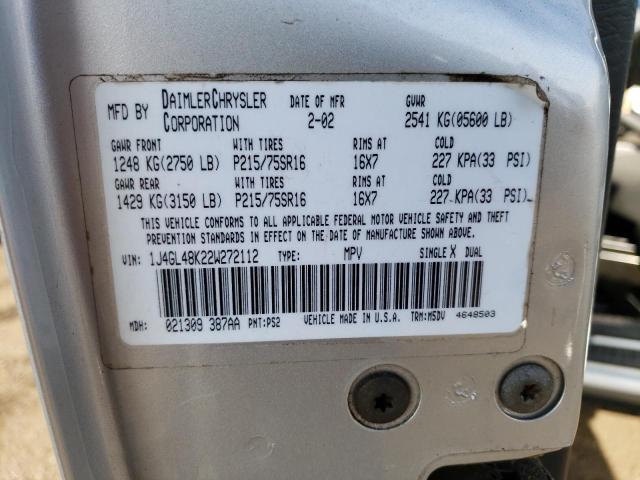 MFD BY DAIMLERCHRYSLER CORPORATION DATE OF MFR 2-02 GVWR 2541 KG(05600 LB)
GAWR FRONT WITH TIRES RIMS AT COLD
1248 KG(2750 LB) P215/75SR16 16X7 227 KPA(33 PSI)
GAWR REAR WITH TIRES RIMS AT COLD
1429 KG(3150 LB) P215/75SR16 16X7 227 KPA(33 PSI)
THIS VEHICLE CONFORMS TO ALL APPLICABLE FEDERAL MOTOR VEHICLE SAFETY AND THEFT
PREVENTION STANDARDS IN EFFECT ON THE DATE OF MANUFACTURE SHOWN ABOVE.
VIN: 1J4GL48K22W272112 TYPE: MPV SINGLE X DUAL
MDH: 021309 387AA PNT:PS2 VEHICLE MADE IN U.S.A. TRM:M5DV 4648503